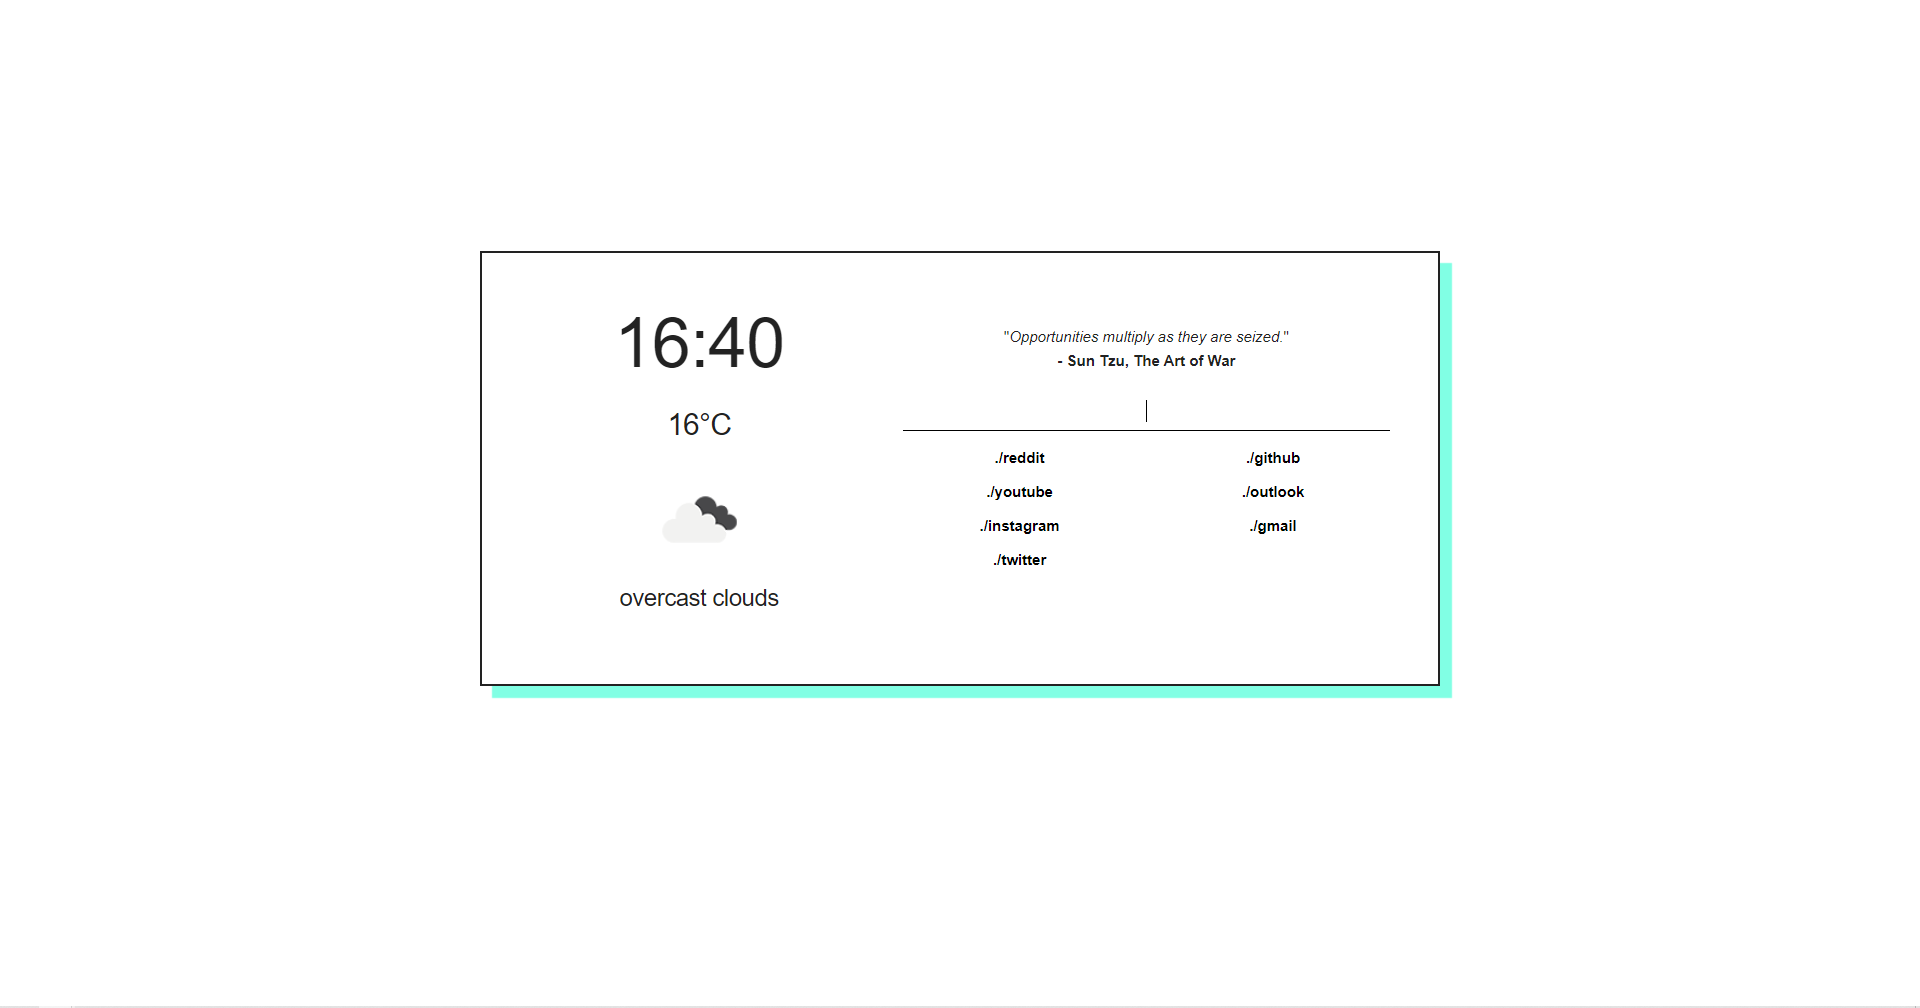 16:40
16°C
overcast clouds
"Opportunities multiply as they are seized."
- Sun Tzu, The Art of War
./reddit
./youtube
./instagram
./twitter
./github
./outlook
./gmail